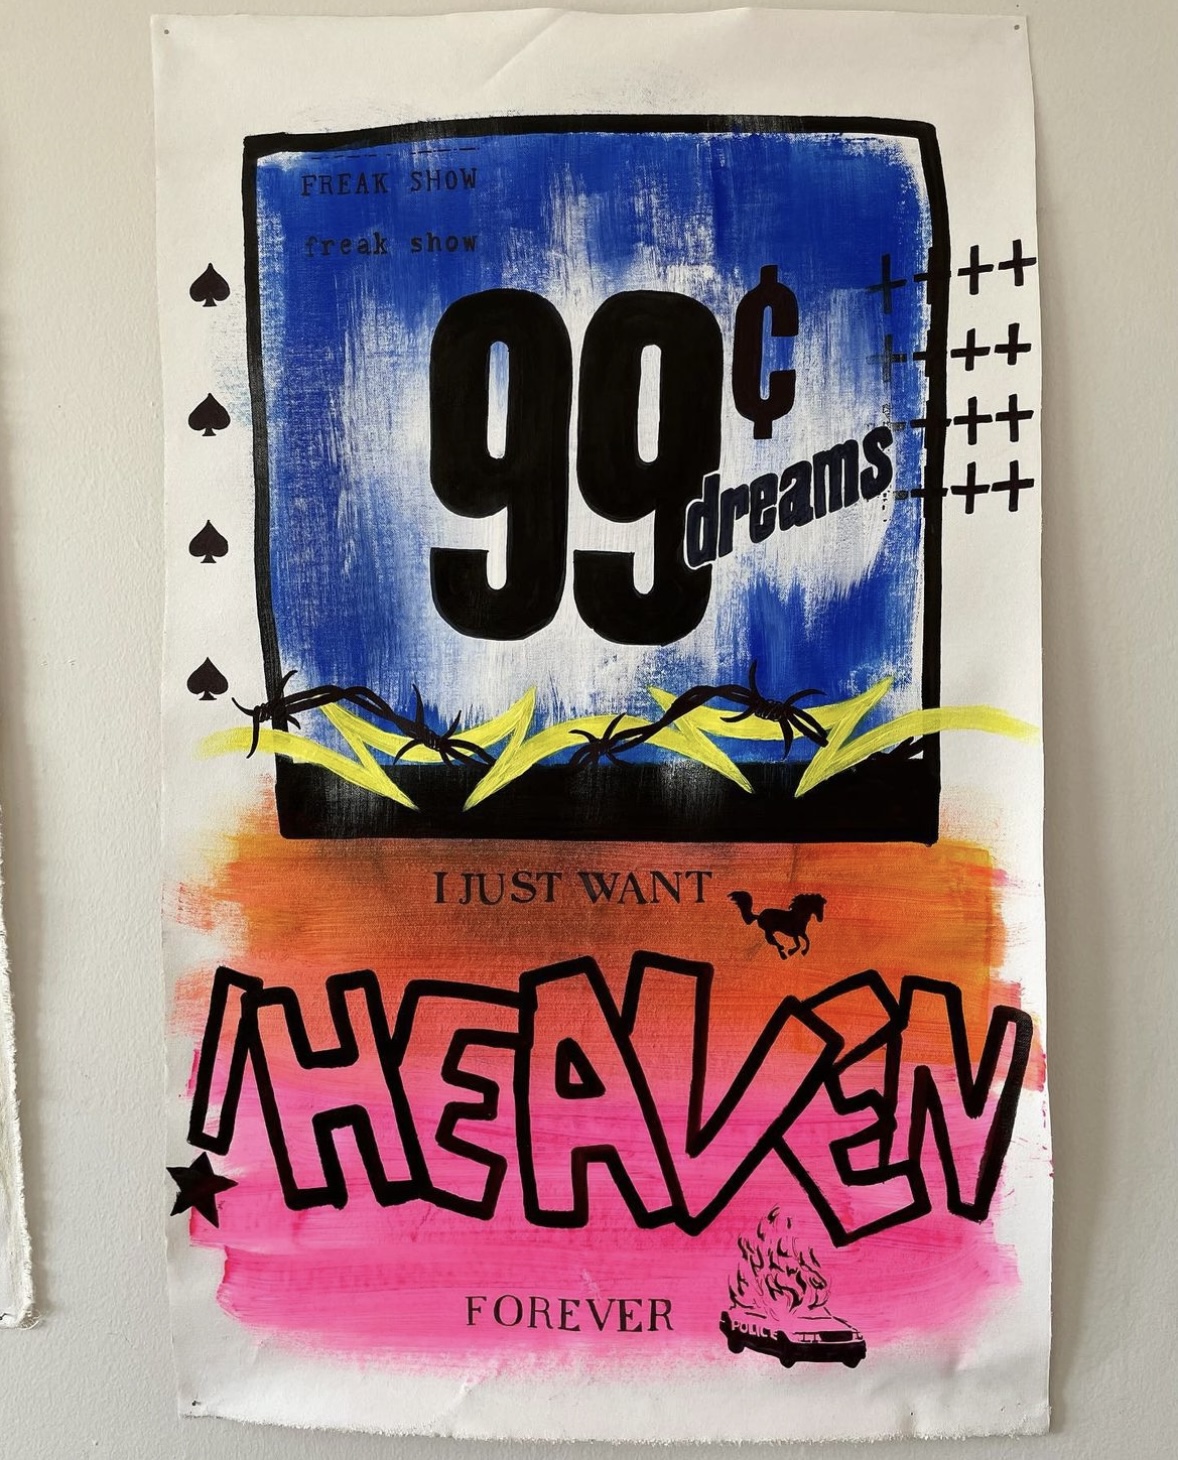 FREAK SHOW
freak show
99¢
dreams
I JUST WANT
HEAVEN
FOREVER
POLICE